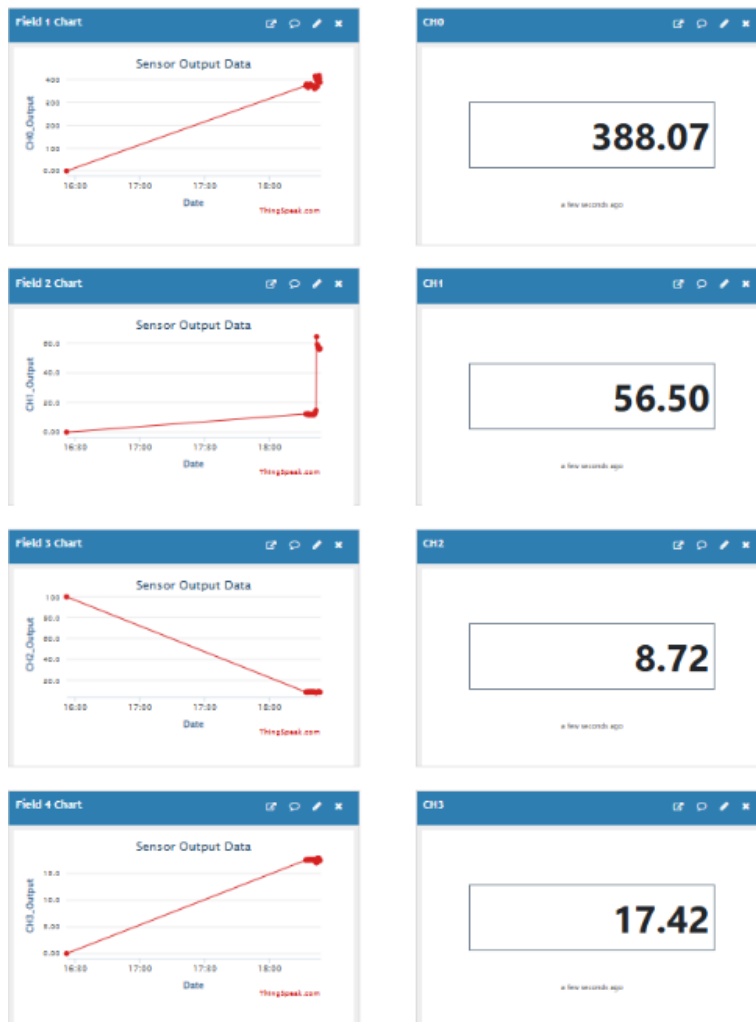 Field 1 Chart
Sensor Output Data
CH0_Output
400
300
200
100
0.00
16:30
17:00
17:30
18:00
Date
ThingSpeak.com
CH0
388.07
a few seconds ago
Field 2 Chart
Sensor Output Data
CH1_Output
60.0
40.0
20.0
0.00
16:30
17:00
17:30
18:00
Date
ThingSpeak.com
CH1
56.50
a few seconds ago
Field 3 Chart
Sensor Output Data
CH2_Output
100
80.0
60.0
40.0
20.0
16:30
17:00
17:30
18:00
Date
ThingSpeak.com
CH2
8.72
a few seconds ago
Field 4 Chart
Sensor Output Data
CH3_Output
15.0
10.0
5.00
0.00
16:30
17:00
17:30
18:00
Date
ThingSpeak.com
CH3
17.42
a few seconds ago